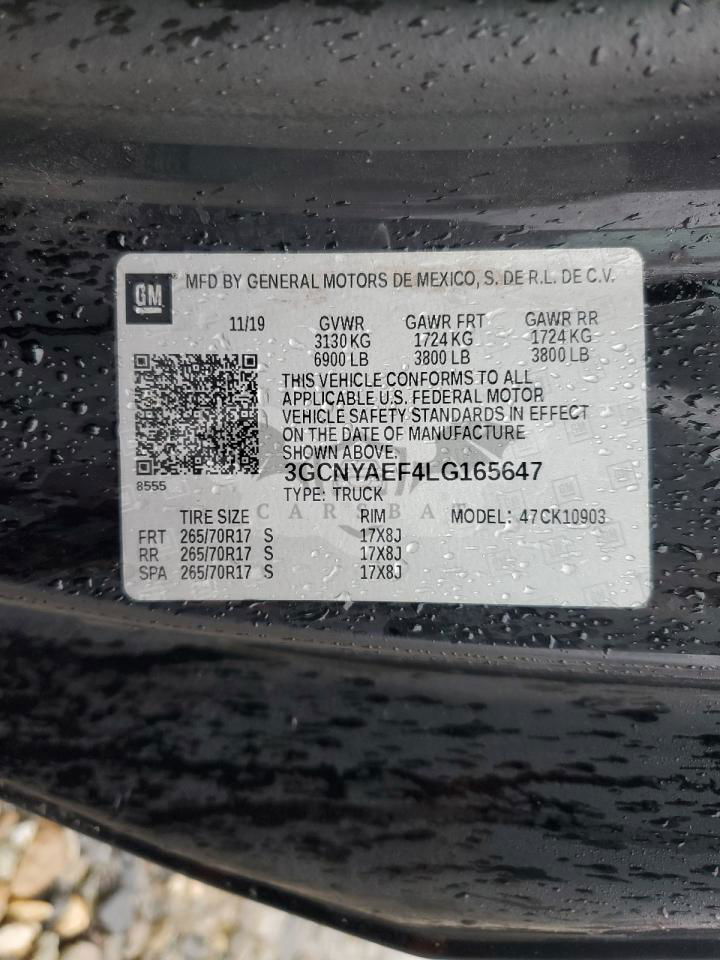 GM
MFD BY GENERAL MOTORS DE MEXICO, S. DE R.L. DE C.V.
11/19 GVWR GAWR FRT GAWR RR
3130 KG 1724 KG 1724 KG
6900 LB 3800 LB 3800 LB
THIS VEHICLE CONFORMS TO ALL
APPLICABLE U.S. FEDERAL MOTOR
VEHICLE SAFETY STANDARDS IN EFFECT
ON THE DATE OF MANUFACTURE
SHOWN ABOVE.
3GCNYAEF4LG165647
8555
TYPE: TRUCK
CARSBAT
TIRE SIZE RIM MODEL: 47CK10903
FRT 265/70R17 S 17X8J
RR 265/70R17 S 17X8J
SPA 265/70R17 S 17X8J